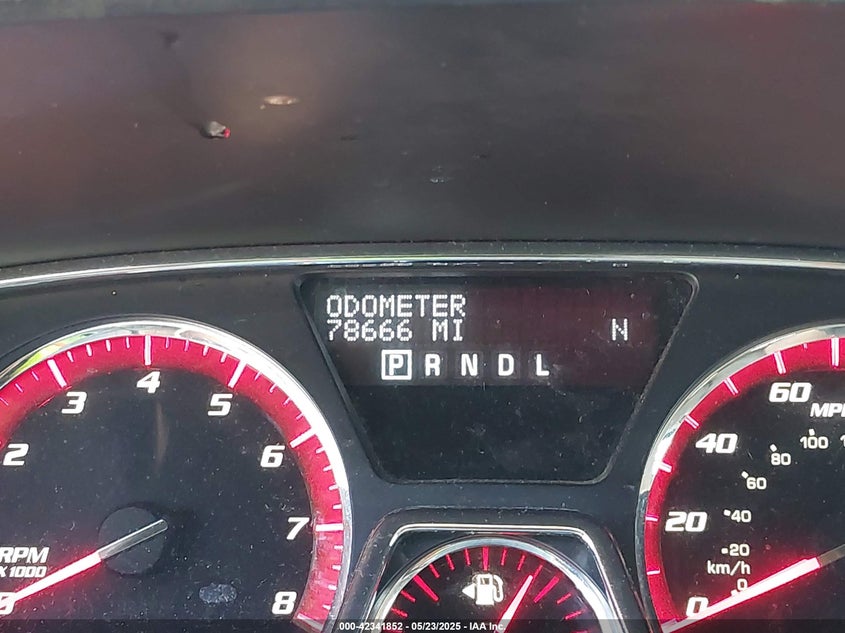 ODOMETER
78666 MI N
P R N D L
2 3 4 5 6 7 8
RPM
X 1000
0
0 20 40 60
MPH
0 20 40 60 80 100
km/h
000-42341852 - 05/23/2025 - IAA Inc.